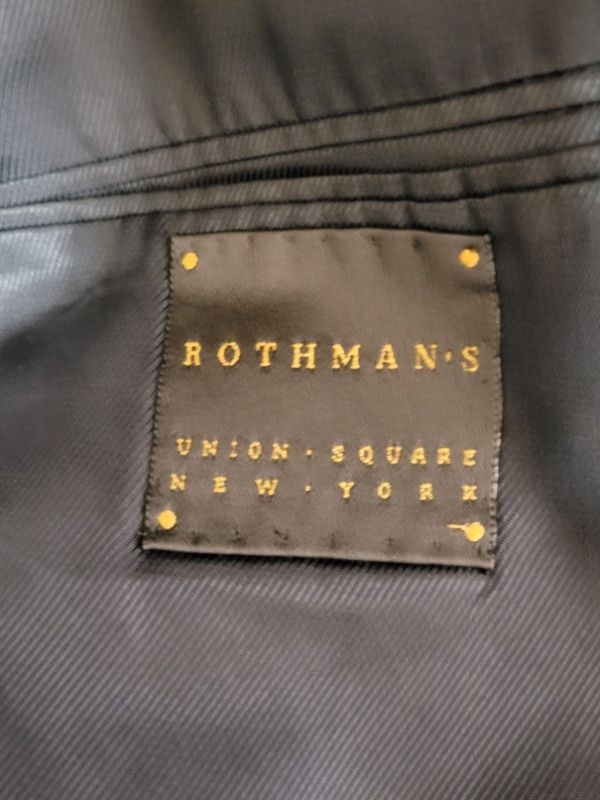 ROTHMAN·S
UNION · SQUARE
NEW · YORK